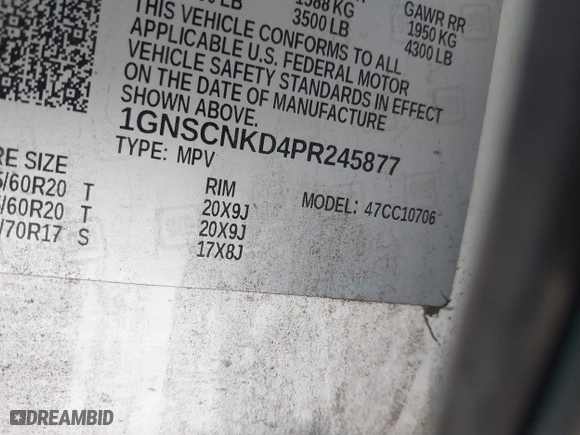 1588 KG
GAWR RR
3500 LB
1950 KG
4300 LB
THIS VEHICLE CONFORMS TO ALL
APPLICABLE U.S. FEDERAL MOTOR
VEHICLE SAFETY STANDARDS IN EFFECT
ON THE DATE OF MANUFACTURE
SHOWN ABOVE.
1GNSCNKD4PR245877
TYPE: MPV
MODEL: 47CC10706
RE SIZE
RIM
/60R20 T
20X9J
/60R20 T
20X9J
/70R17 S
17X8J
DREAMBID